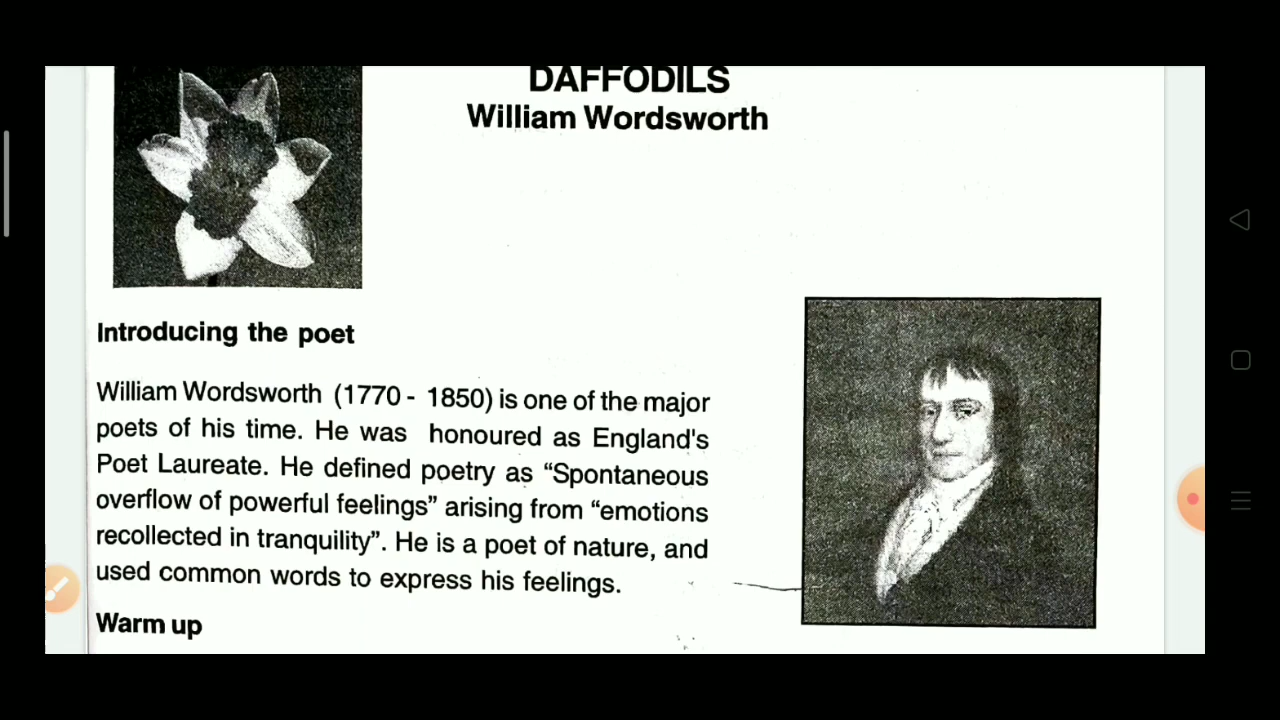 DAFFODILS
William Wordsworth
Introducing the poet
William Wordsworth (1770 - 1850) is one of the major
poets of his time. He was honoured as England's
Poet Laureate. He defined poetry as “Spontaneous
overflow of powerful feelings” arising from “emotions
recollected in tranquility”. He is a poet of nature, and
used common words to express his feelings.
Warm up